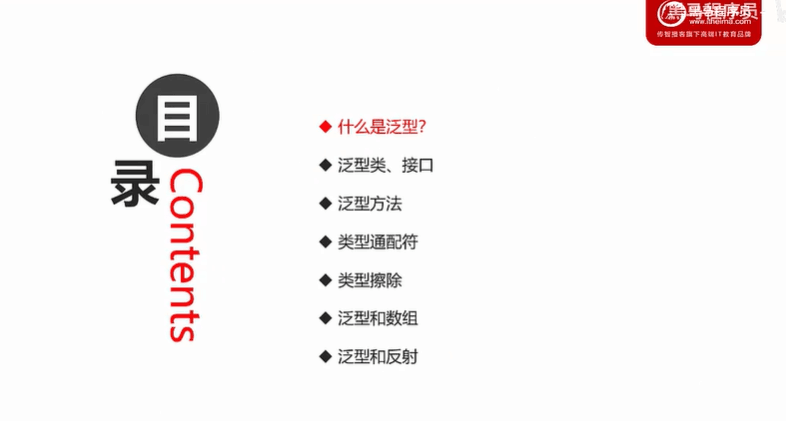 黑马程序员
www.itheima.com
传智播客旗下高端IT教育品牌
目
录
Contents
什么是泛型?
泛型类、接口
泛型方法
类型通配符
类型擦除
泛型和数组
泛型和反射